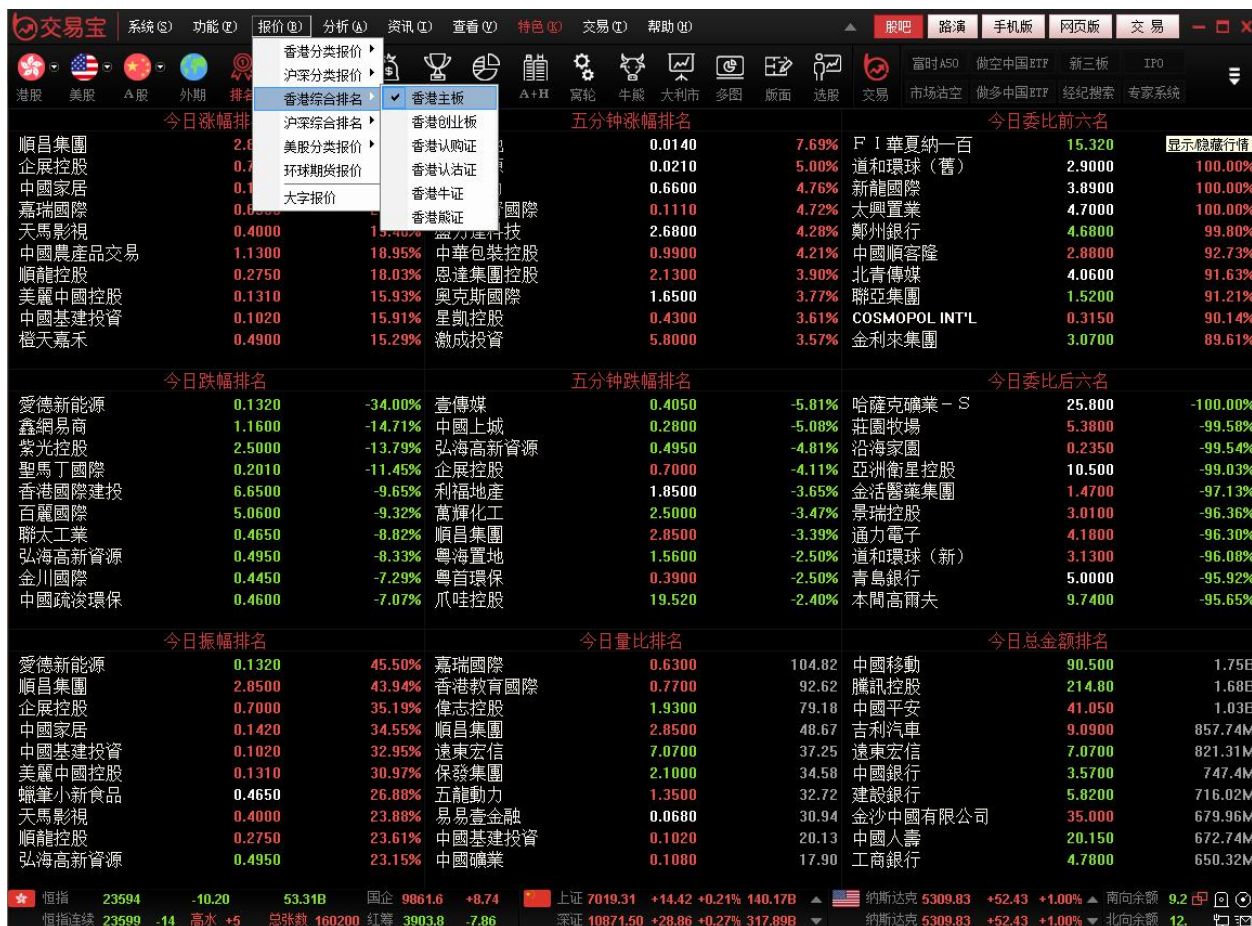 交易宝 系统(S) 功能(F) 报价(B) 分析(A) 资讯(I) 查看(V) 特色(K) 交易(T) 帮助(H) 股吧 路演 手机版 网页版 交易
富时A50 做空中国ETF 新三板 IPO
港股 美股 A股 外期 A+H 窝轮 牛熊 大利市 多图 版面 选股 交易 市场沽空 做多中国ETF 经纪搜索 专家系统
香港分类报价
沪深分类报价
香港综合排名
沪深综合排名
美股分类报价
环球期货报价
大字报价
香港主板
香港创业板
香港认购证
香港认沽证
香港牛证
香港熊证
今日涨幅排 五分钟涨幅排名 今日委比前六名
順昌集團 0.0140 7.69% FI華夏納一百 15.320 显示/隐藏行情
企展控股 0.0210 5.00% 道和環球（舊） 2.9000 100.00%
中國家居 0.6600 4.76% 新龍國際 3.8900 100.00%
嘉瑞國際 國際 0.1110 4.72% 太興置業 4.7000 100.00%
天馬影視 0.4000 2.6800 4.28% 鄭州銀行 4.6800 99.80%
中國農產品交易 1.1300 18.95% 中華包裝控股 0.9900 4.21% 中國順客隆 2.8800 92.73%
順龍控股 0.2750 18.03% 恩達集團控股 2.1300 3.90% 北青傳媒 4.0600 91.63%
美麗中國控股 0.1310 15.93% 奧克斯國際 1.6500 3.77% 聯亞集團 1.5200 91.21%
中國基建投資 0.1020 15.91% 星凱控股 0.4300 3.61% COSMOPOL INT'L 0.3150 90.14%
橙天嘉禾 0.4900 15.29% 激成投資 5.8000 3.57% 金利來集團 3.0700 89.61%
今日跌幅排名 五分钟跌幅排名 今日委比后六名
愛德新能源 0.1320 -34.00% 壹傳媒 0.4050 -5.81% 哈薩克礦業－S 25.800 -100.00%
鑫網易商 1.1600 -14.71% 中國上城 0.2800 -5.08% 莊園牧場 5.3800 -99.58%
紫光控股 2.5000 -13.79% 弘海高新資源 0.4950 -4.81% 沿海家園 0.2350 -99.54%
聖馬丁國際 0.2010 -11.45% 企展控股 0.7000 -4.11% 亞洲衛星控股 10.500 -99.03%
香港國際建投 6.6500 -9.65% 利福地產 1.8500 -3.65% 金活醫藥集團 1.4700 -97.13%
百麗國際 5.0600 -9.32% 萬輝化工 2.5000 -3.47% 景瑞控股 3.0100 -96.36%
聯太工業 0.4650 -8.82% 順昌集團 2.8500 -3.39% 通力電子 4.1800 -96.30%
弘海高新資源 0.4950 -8.33% 粵海置地 1.5600 -2.50% 道和環球（新） 3.1300 -96.08%
金川國際 0.4450 -7.29% 粵首環保 0.3900 -2.50% 青島銀行 5.0000 -95.92%
中國疏浚環保 0.4600 -7.07% 爪哇控股 19.520 -2.40% 本間高爾夫 9.7400 -95.65%
今日振幅排名 今日量比排名 今日总金额排名
愛德新能源 0.1320 45.50% 嘉瑞國際 0.6300 104.82 中國移動 90.500 1.75B
順昌集團 2.8500 43.94% 香港教育國際 0.7700 92.62 騰訊控股 214.80 1.68B
企展控股 0.7000 35.19% 偉志控股 1.9300 79.18 中國平安 41.050 1.03B
中國家居 0.1420 34.55% 順昌集團 2.8500 48.67 吉利汽車 9.0900 857.74M
中國基建投資 0.1020 32.95% 遠東宏信 7.0700 37.25 遠東宏信 7.0700 821.31M
美麗中國控股 0.1310 30.97% 保發集團 2.1000 34.58 中國銀行 3.5700 747.4M
蠟筆小新食品 0.4650 26.88% 五龍動力 1.3500 32.72 建設銀行 5.8200 716.02M
天馬影視 0.4000 23.88% 易易壹金融 0.0680 30.94 金沙中國有限公司 35.000 679.96M
順龍控股 0.2750 23.61% 中國基建投資 0.1020 20.13 中國人壽 20.150 672.74M
弘海高新資源 0.4950 23.15% 中國礦業 0.1080 17.90 工商銀行 4.7800 650.32M
恒指 23594 -10.20 53.31B 国企 9861.6 +8.74 上证 7019.31 +14.42 +0.21% 140.17B 纳斯达克 5309.83 +52.43 +1.00% 南向余额 9.2
恒指连续 23599 -14 高水 +5 总张数 160200 红筹 3903.8 -7.86 深证 10871.50 +28.86 +0.27% 317.89B 纳斯达克 5309.83 +52.43 +1.00% 北向余额 12.